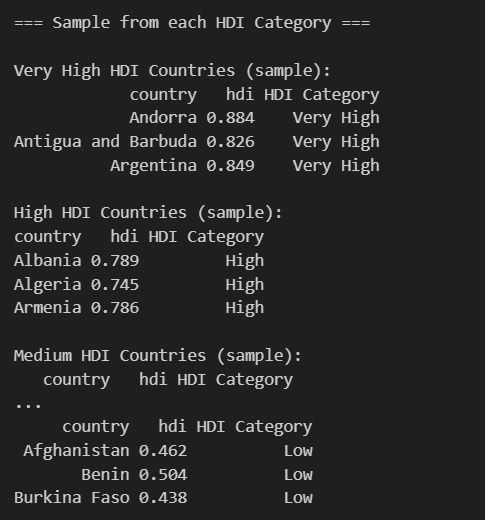 === Sample from each HDI Category ===
Very High HDI Countries (sample):
country hdi HDI Category
Andorra 0.884 Very High
Antigua and Barbuda 0.826 Very High
Argentina 0.849 Very High
High HDI Countries (sample):
country hdi HDI Category
Albania 0.789 High
Algeria 0.745 High
Armenia 0.786 High
Medium HDI Countries (sample):
country hdi HDI Category
...
country hdi HDI Category
Afghanistan 0.462 Low
Benin 0.504 Low
Burkina Faso 0.438 Low